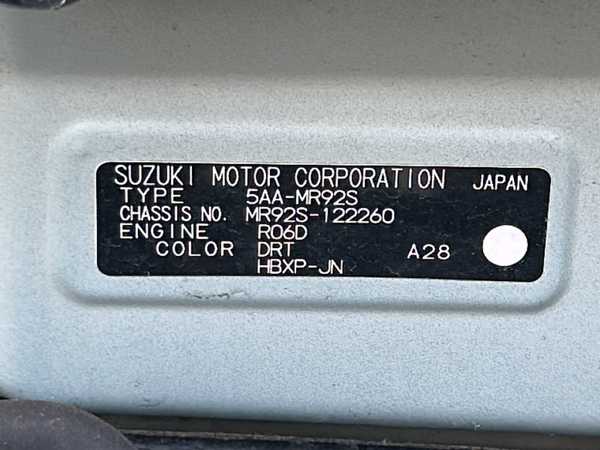 SUZUKI MOTOR CORPORATION JAPAN
TYPE 5AA-MR92S
CHASSIS NO. MR92S-122260
ENGINE R06D
COLOR DRT A28
HBXP-JN